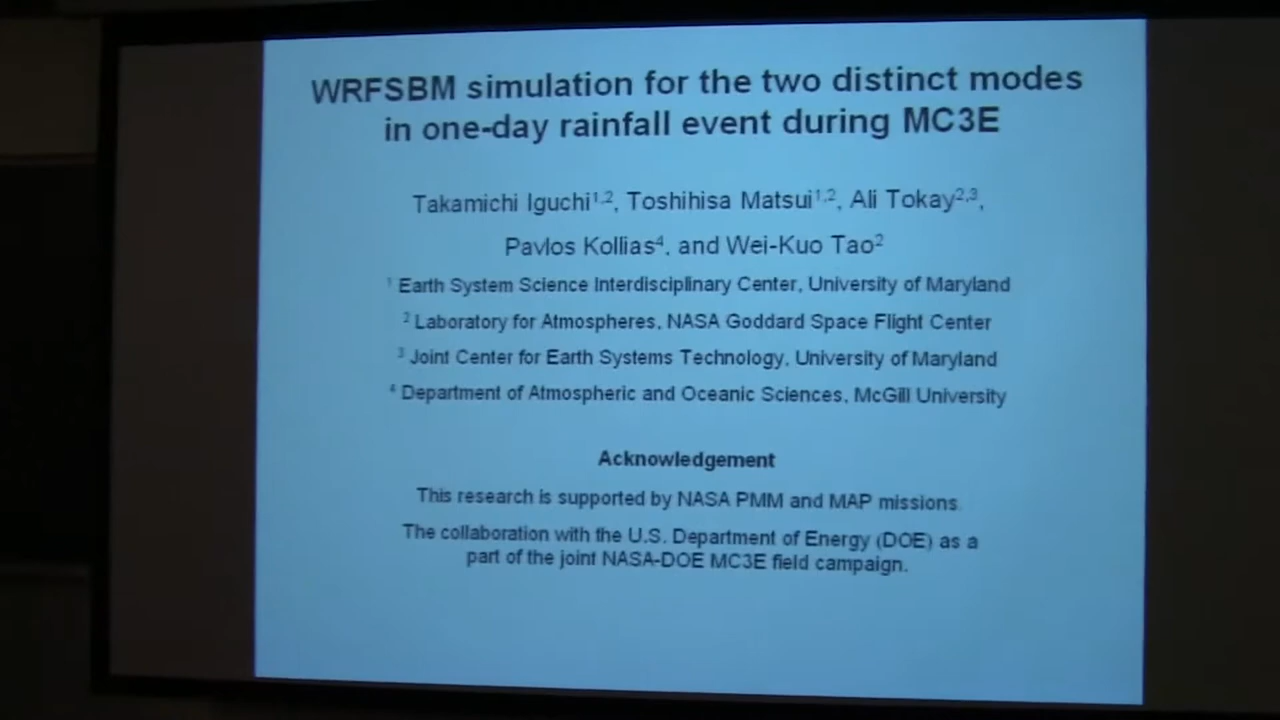 WRFSBM simulation for the two distinct modes
in one-day rainfall event during MC3E
Takamichi Iguchi1,2, Toshihisa Matsui1,2, Ali Tokay2,3,
Pavlos Kollias4, and Wei-Kuo Tao2
1 Earth System Science Interdisciplinary Center, University of Maryland
2 Laboratory for Atmospheres, NASA Goddard Space Flight Center
3 Joint Center for Earth Systems Technology, University of Maryland
4 Department of Atmospheric and Oceanic Sciences, McGill University
Acknowledgement
This research is supported by NASA PMM and MAP missions.
The collaboration with the U.S. Department of Energy (DOE) as a
part of the joint NASA-DOE MC3E field campaign.